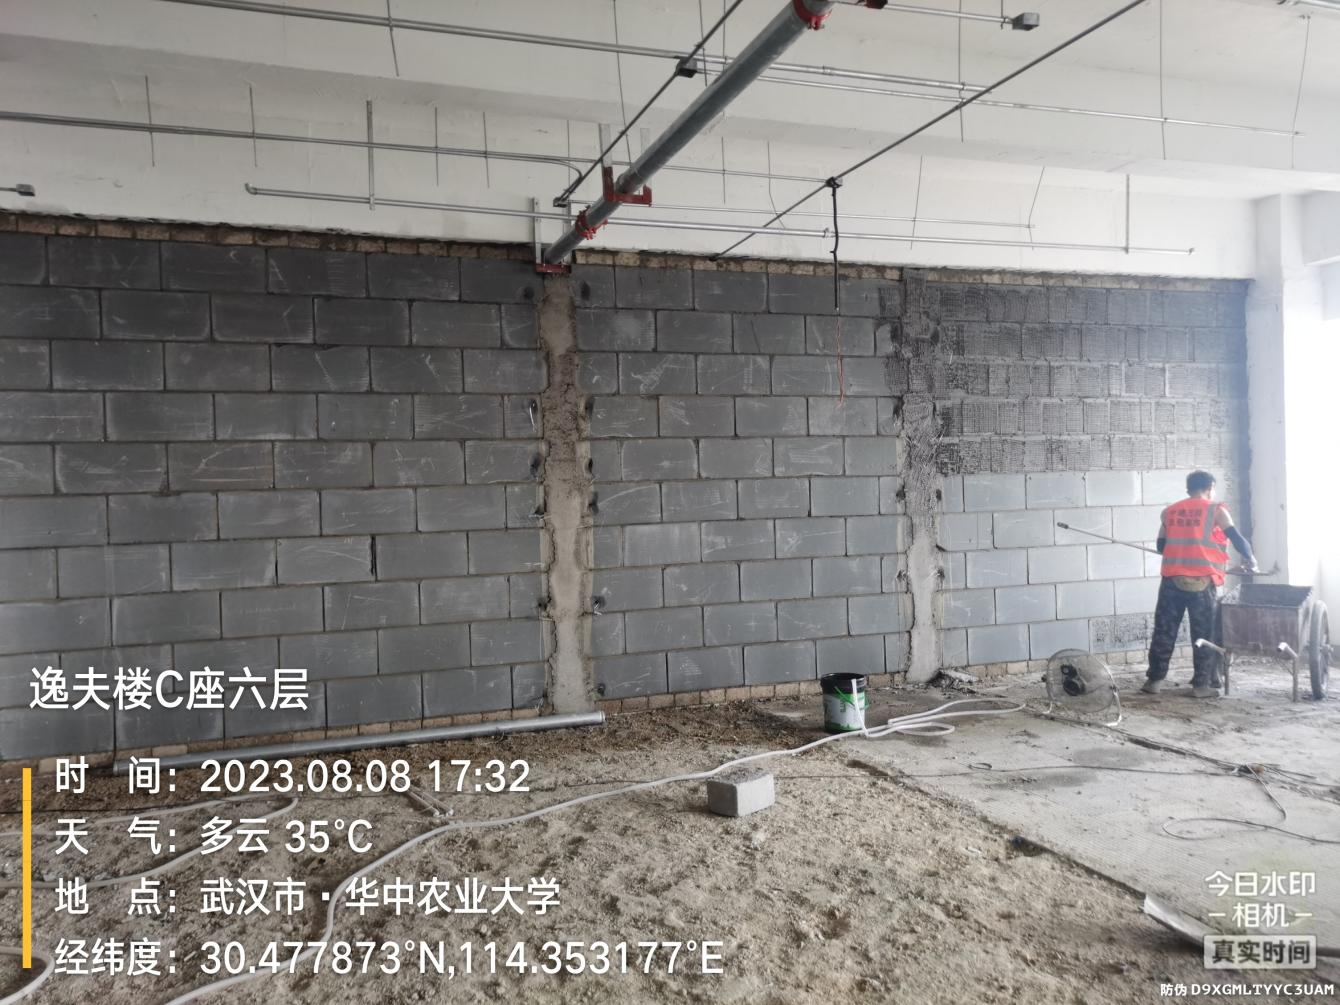 逸夫楼C座六层
时 间：2023.08.08 17:32
天 气：多云 35°C
地 点：武汉市·华中农业大学
经纬度：30.477873°N,114.353177°E
今日水印
-相机-
真实时间
防伪 D9XGMLTYYC3UAM